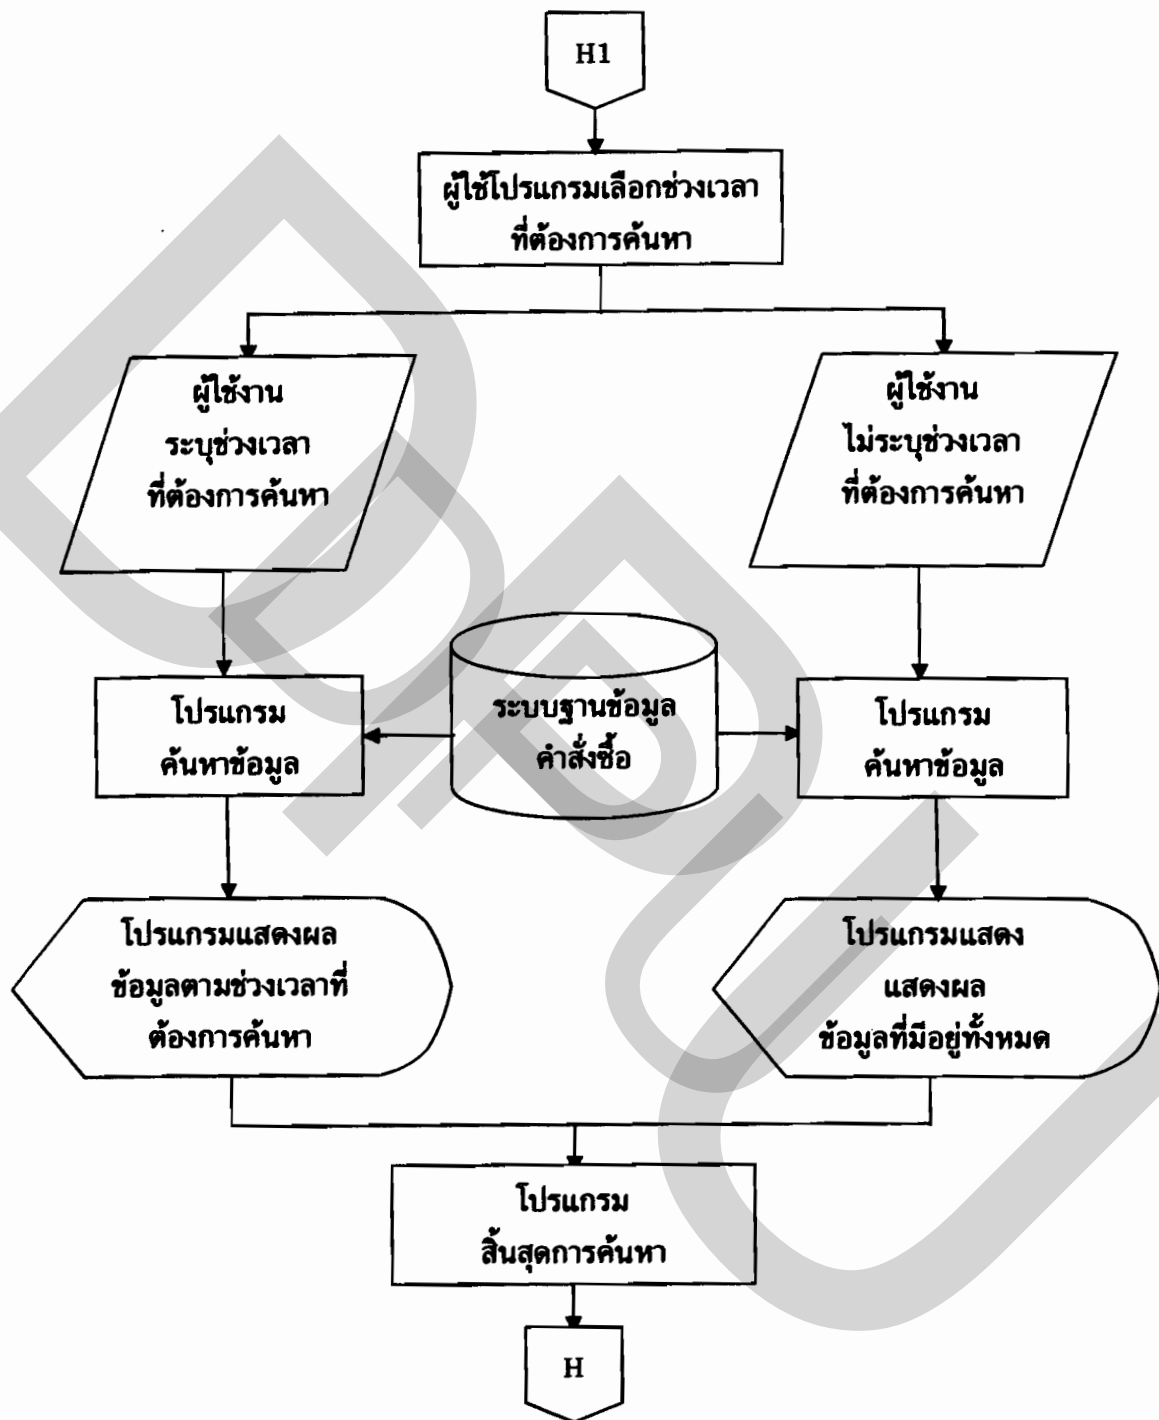 H1
ผู้ใช้โปรแกรมเลือกช่วงเวลา
ที่ต้องการค้นหา
ผู้ใช้งาน
ระบุช่วงเวลา
ที่ต้องการค้นหา
ผู้ใช้งาน
ไม่ระบุช่วงเวลา
ที่ต้องการค้นหา
โปรแกรม
ค้นหาข้อมูล
ระบบฐานข้อมูล
คำสั่งซื้อ
โปรแกรม
ค้นหาข้อมูล
โปรแกรมแสดงผล
ข้อมูลตามช่วงเวลาที่
ต้องการค้นหา
โปรแกรมแสดง
แสดงผล
ข้อมูลที่มีอยู่ทั้งหมด
โปรแกรม
สิ้นสุดการค้นหา
H